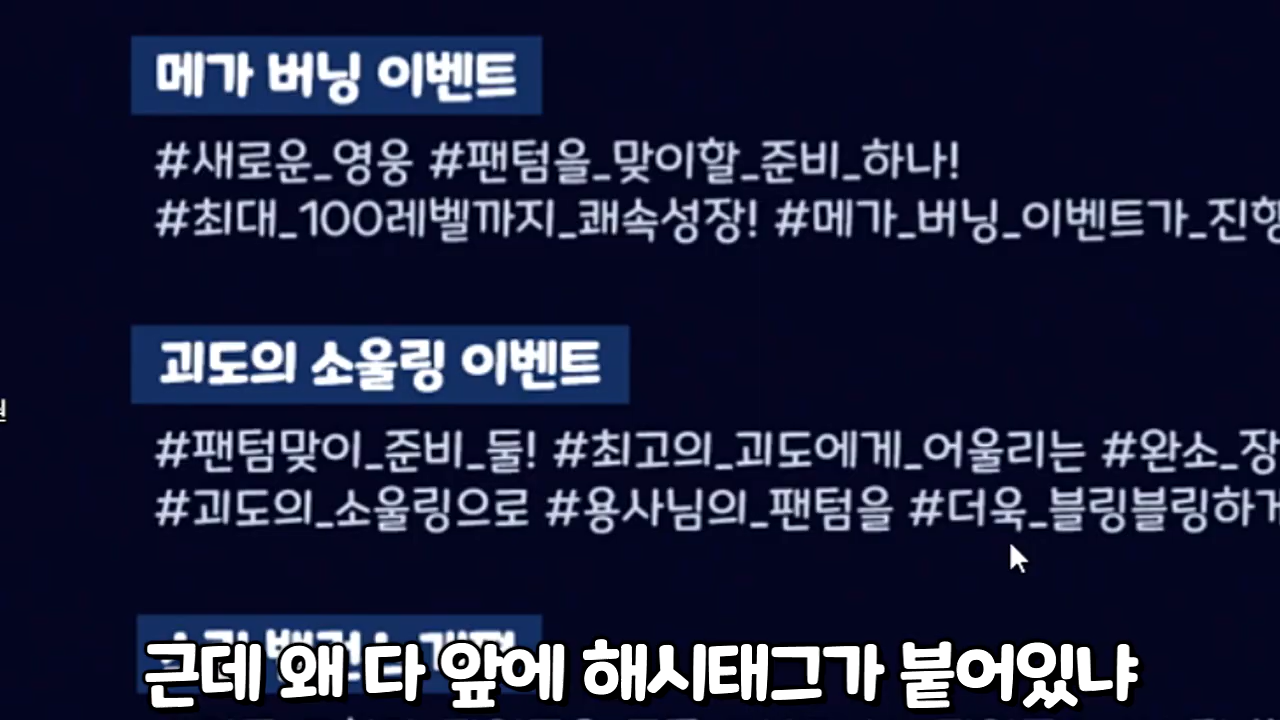 메가 버닝 이벤트
#새로운_영웅 #팬텀을_맞이할_준비_하나!
#최대_100레벨까지_쾌속성장! #메가_버닝_이벤트가_진행
괴도의 소울링 이벤트
#팬텀맞이_준비_둘! #최고의_괴도에게_어울리는 #완소_장
#괴도의_소울링으로 #용사님의_팬텀을 #더욱_블링블링하게
근데 왜 다 앞에 해시태그가 붙어있냐